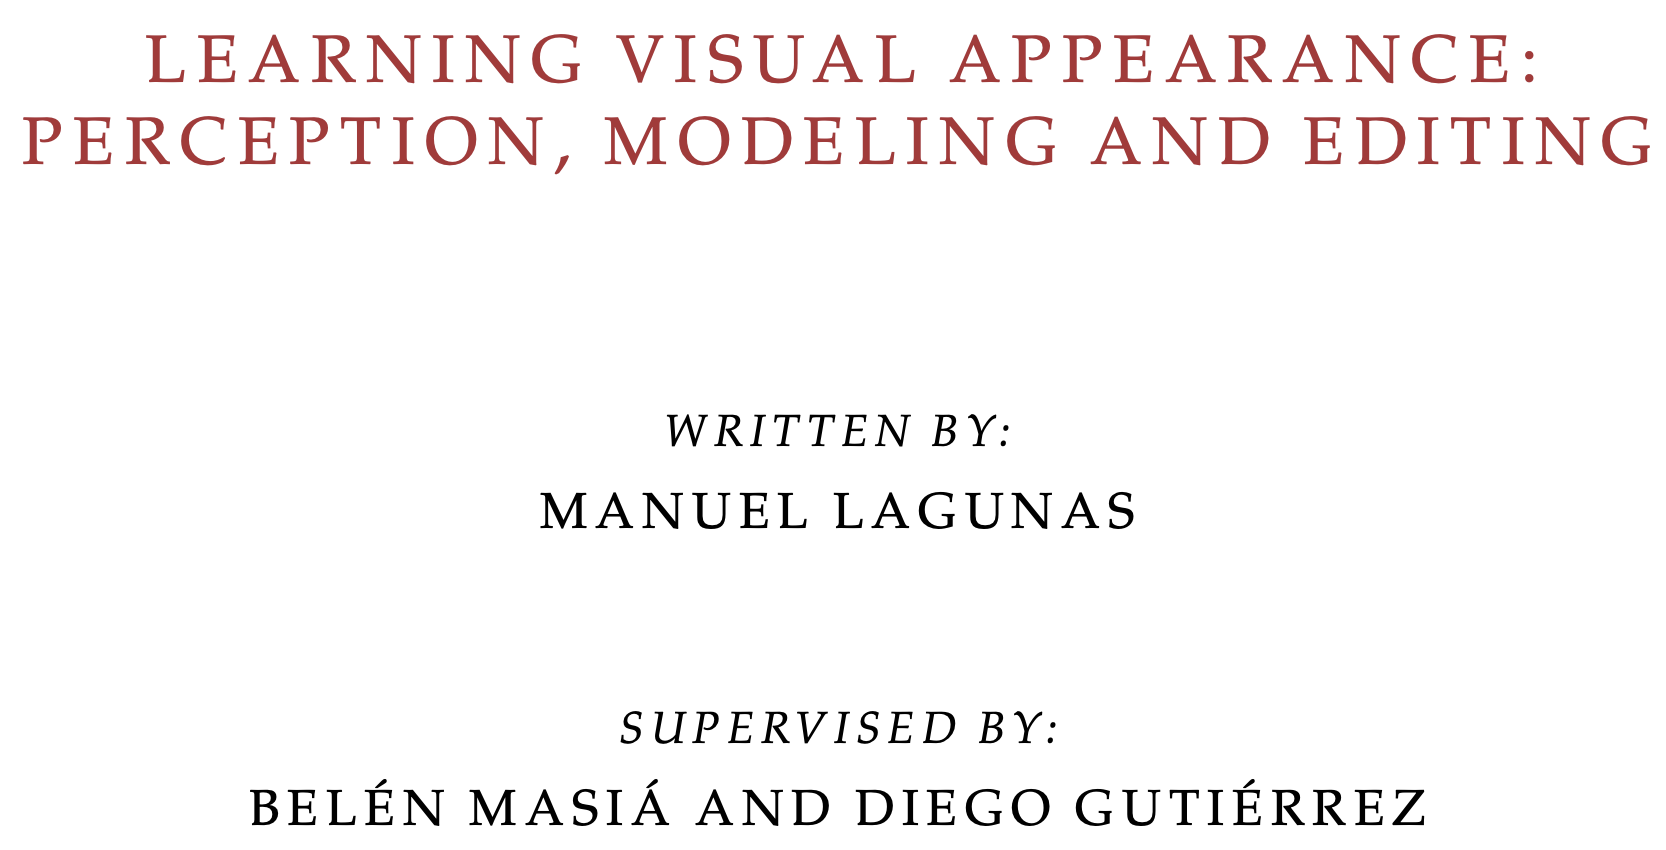 LEARNING VISUAL APPEARANCE:
PERCEPTION, MODELING AND EDITING
WRITTEN BY:
MANUEL LAGUNAS
SUPERVISED BY:
BELÉN MASIÁ AND DIEGO GUTIÉRREZ